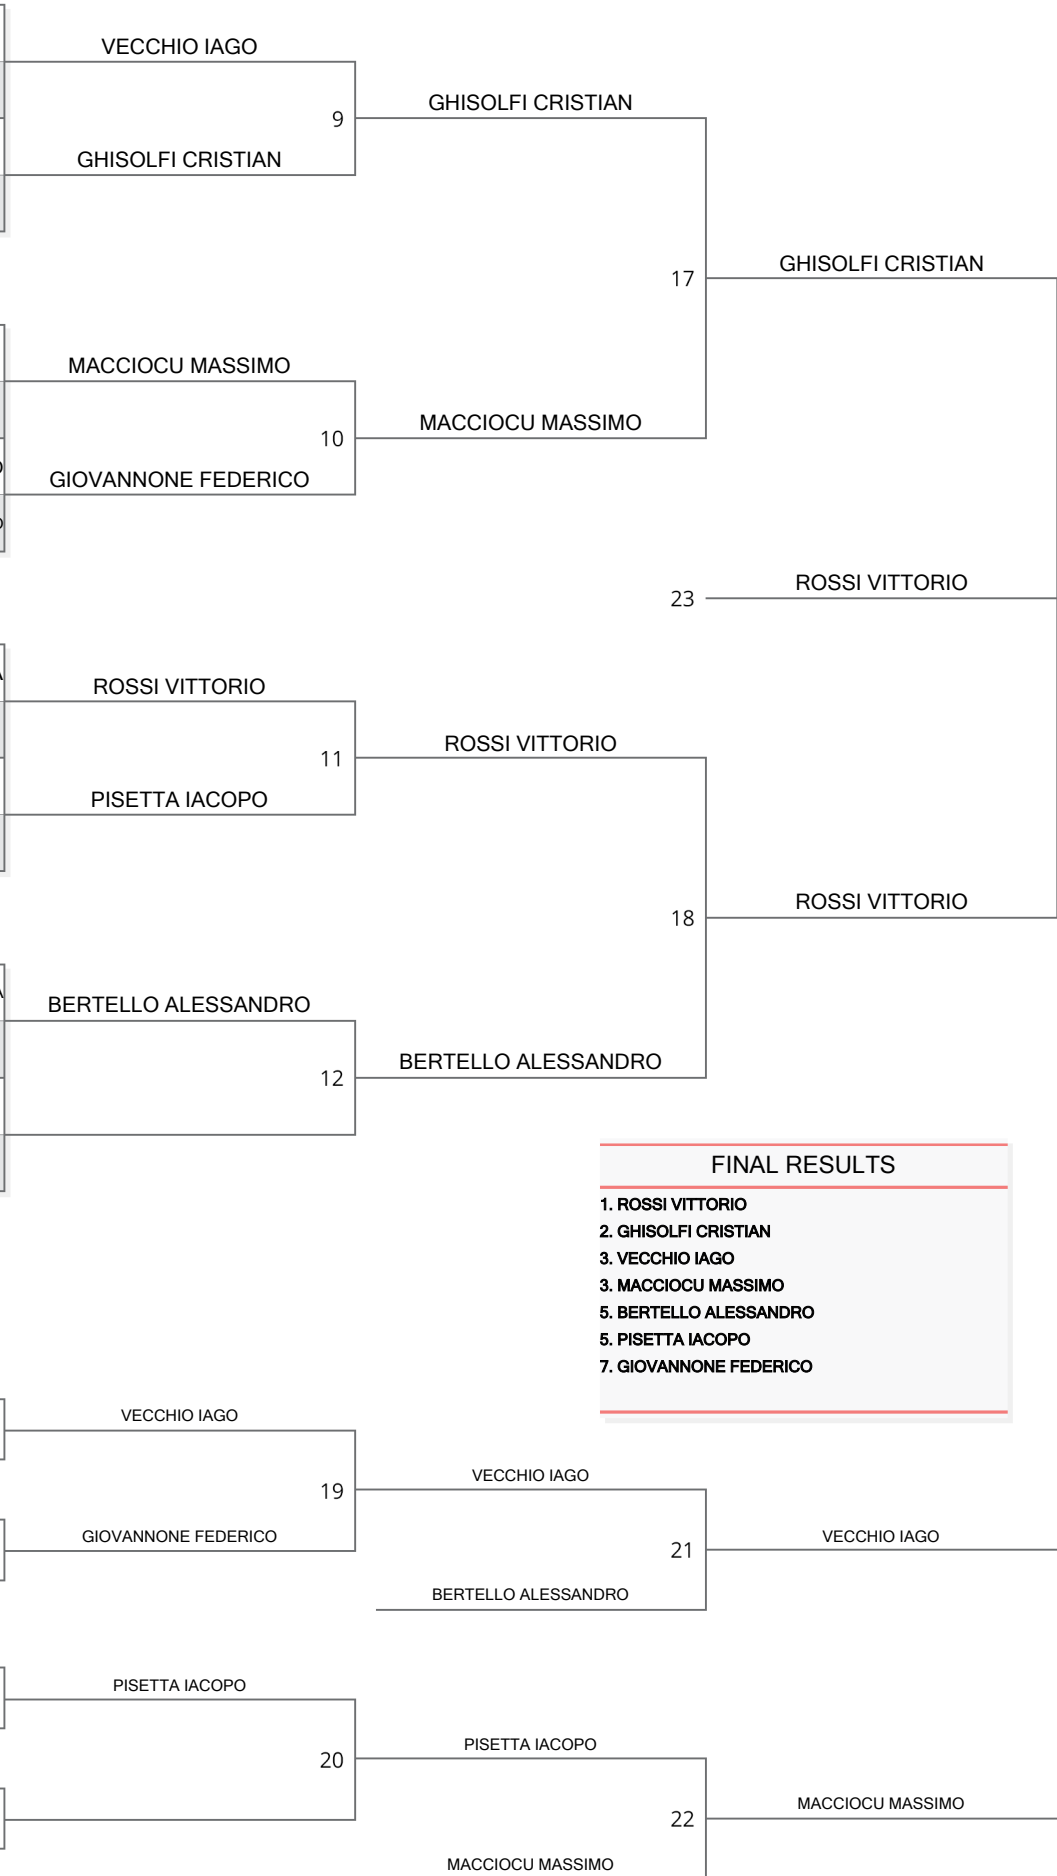 VECCHIO IAGO
GHISOLFI CRISTIAN
9
GHISOLFI CRISTIAN
GHISOLFI CRISTIAN
17
MACCIOCU MASSIMO
MACCIOCU MASSIMO
10
GIOVANNONE FEDERICO
ROSSI VITTORIO
23
ROSSI VITTORIO
ROSSI VITTORIO
11
PISETTA IACOPO
ROSSI VITTORIO
18
BERTELLO ALESSANDRO
BERTELLO ALESSANDRO
12
FINAL RESULTS
1. ROSSI VITTORIO
2. GHISOLFI CRISTIAN
3. VECCHIO IAGO
3. MACCIOCU MASSIMO
5. BERTELLO ALESSANDRO
5. PISETTA IACOPO
7. GIOVANNONE FEDERICO
VECCHIO IAGO
VECCHIO IAGO
19
GIOVANNONE FEDERICO
VECCHIO IAGO
21
BERTELLO ALESSANDRO
PISETTA IACOPO
PISETTA IACOPO
20
MACCIOCU MASSIMO
22
MACCIOCU MASSIMO